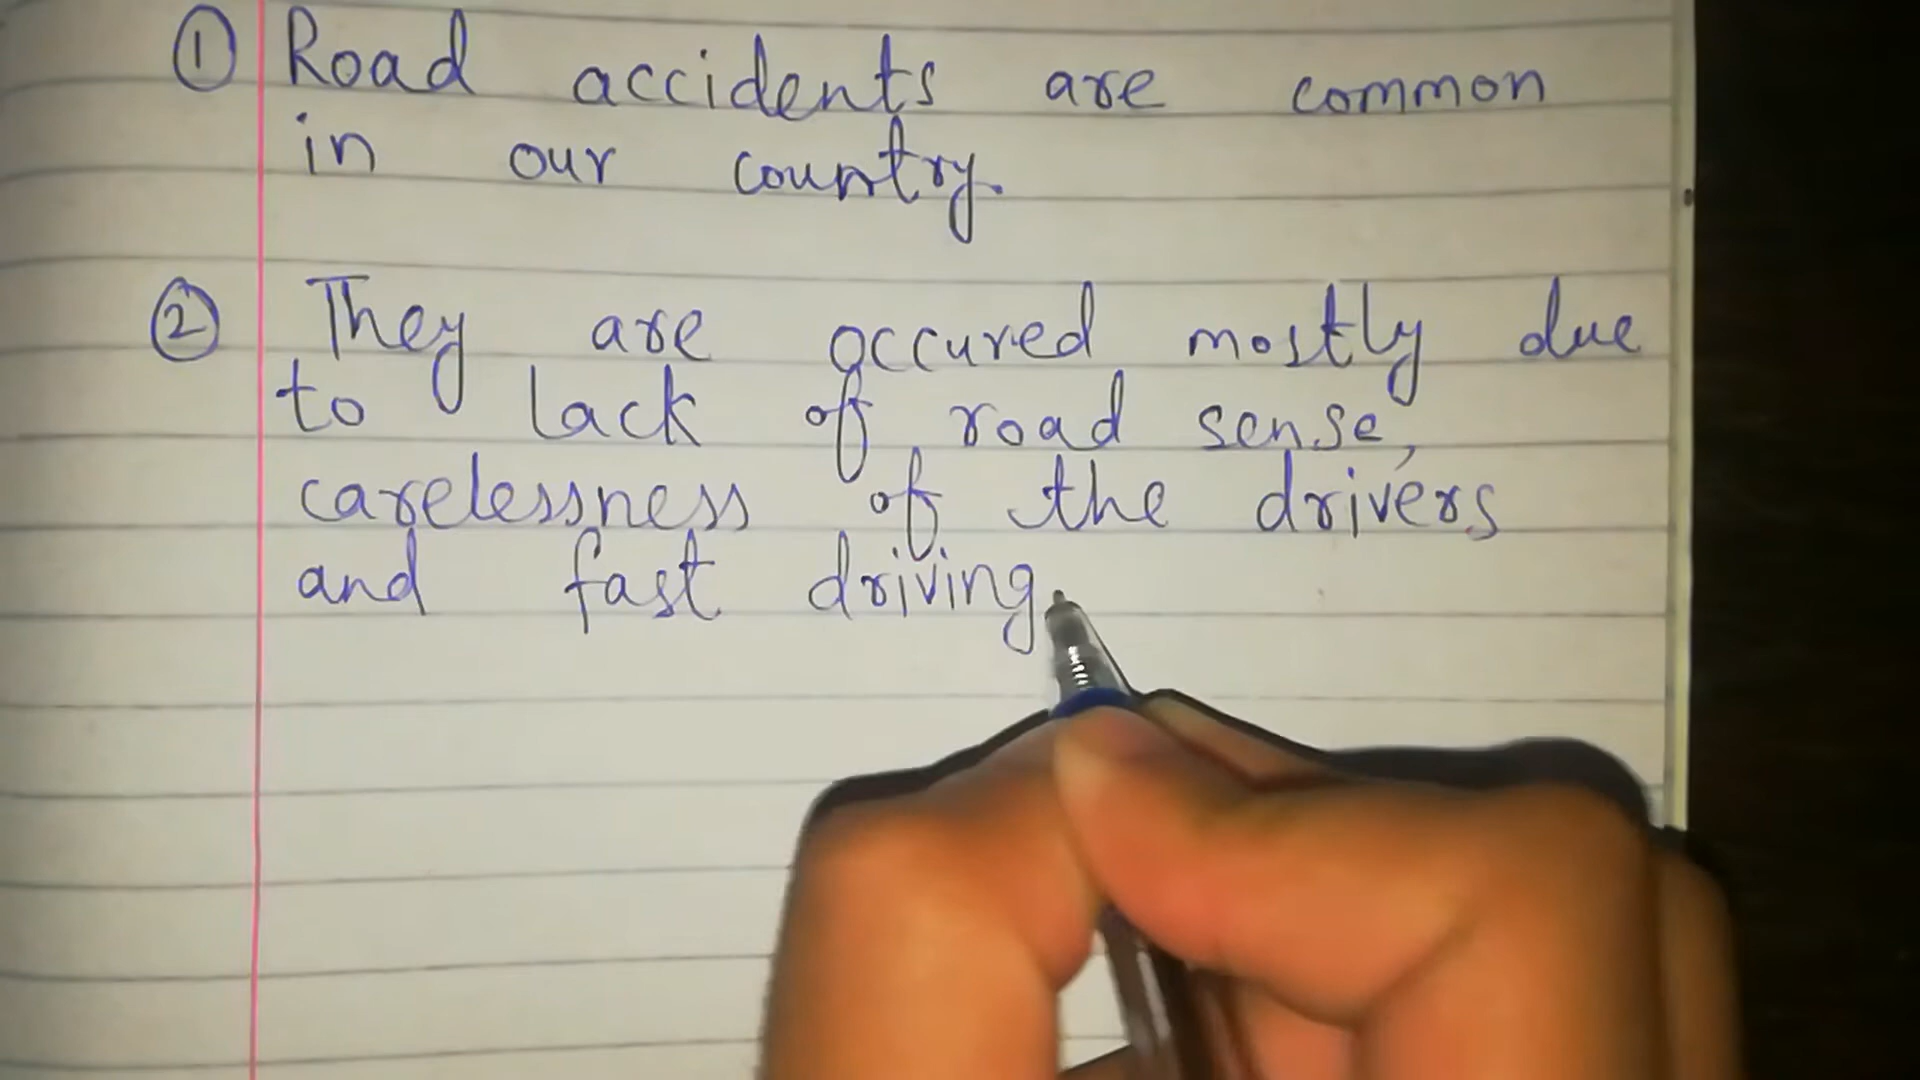 ① Road accidents are common
in our country.
② They are occured mostly due
to lack of road sense,
carelessness of the drivers
and fast driving.